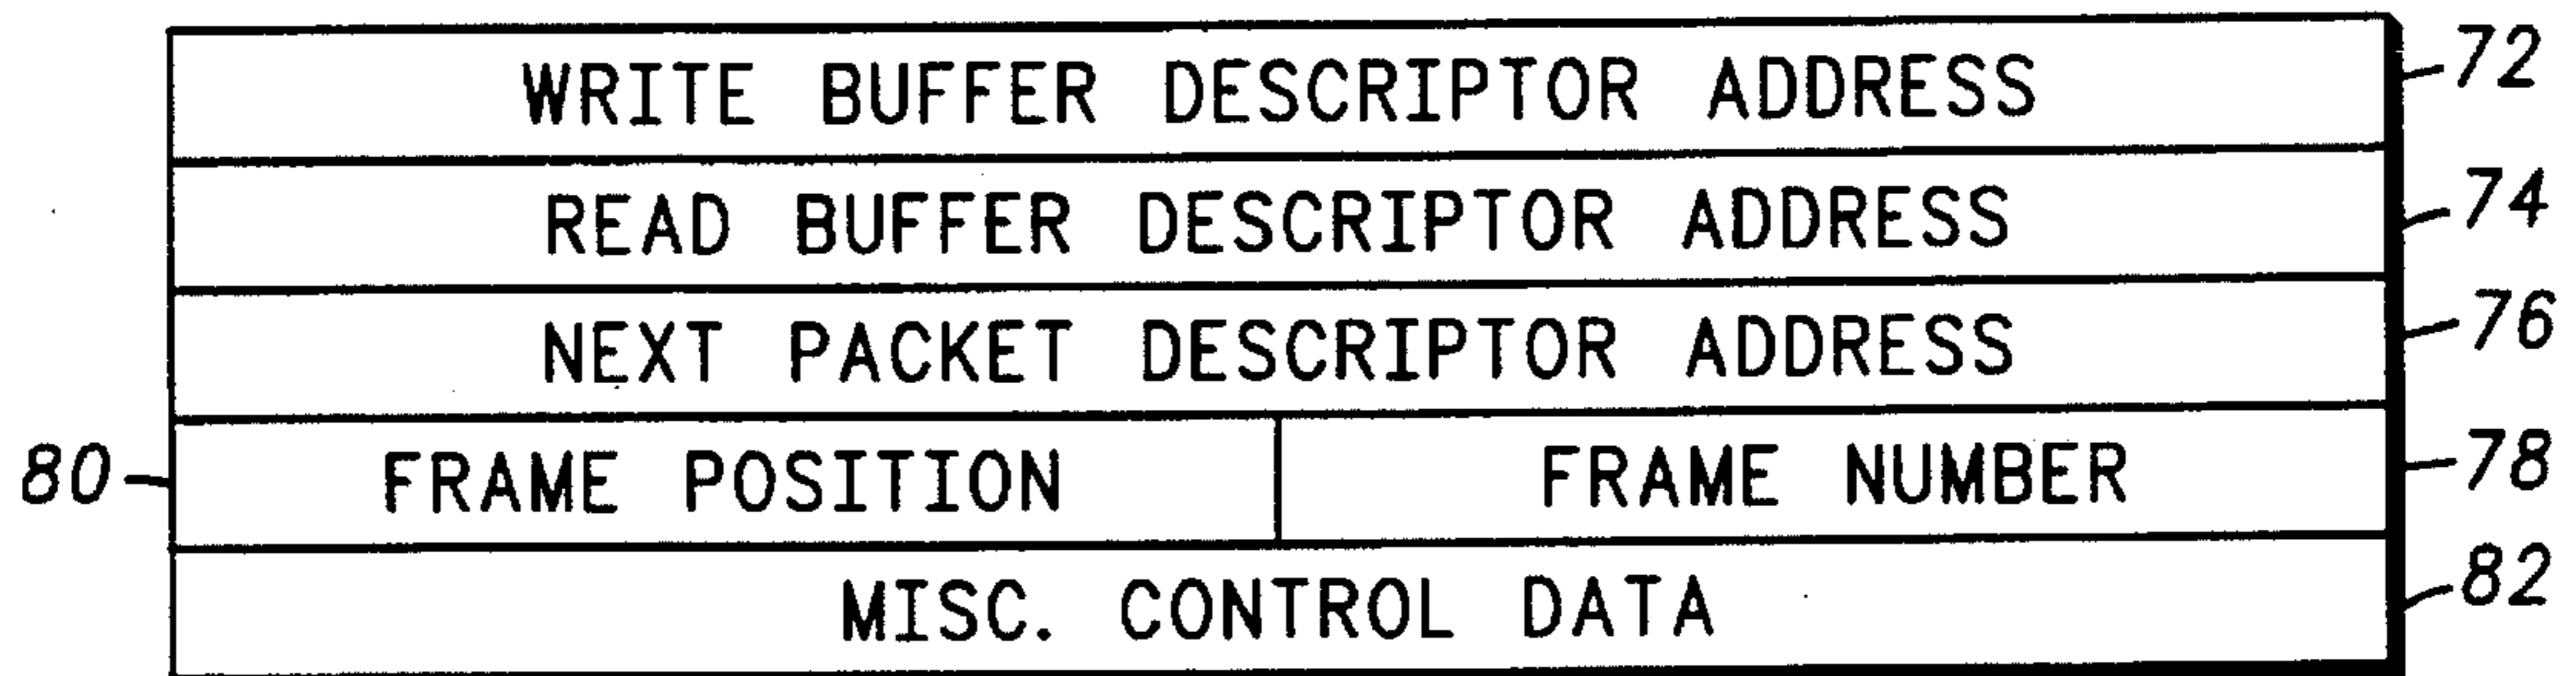 WRITE BUFFER DESCRIPTOR ADDRESS 72
READ BUFFER DESCRIPTOR ADDRESS 74
NEXT PACKET DESCRIPTOR ADDRESS 76
80 FRAME POSITION FRAME NUMBER 78
MISC. CONTROL DATA 82